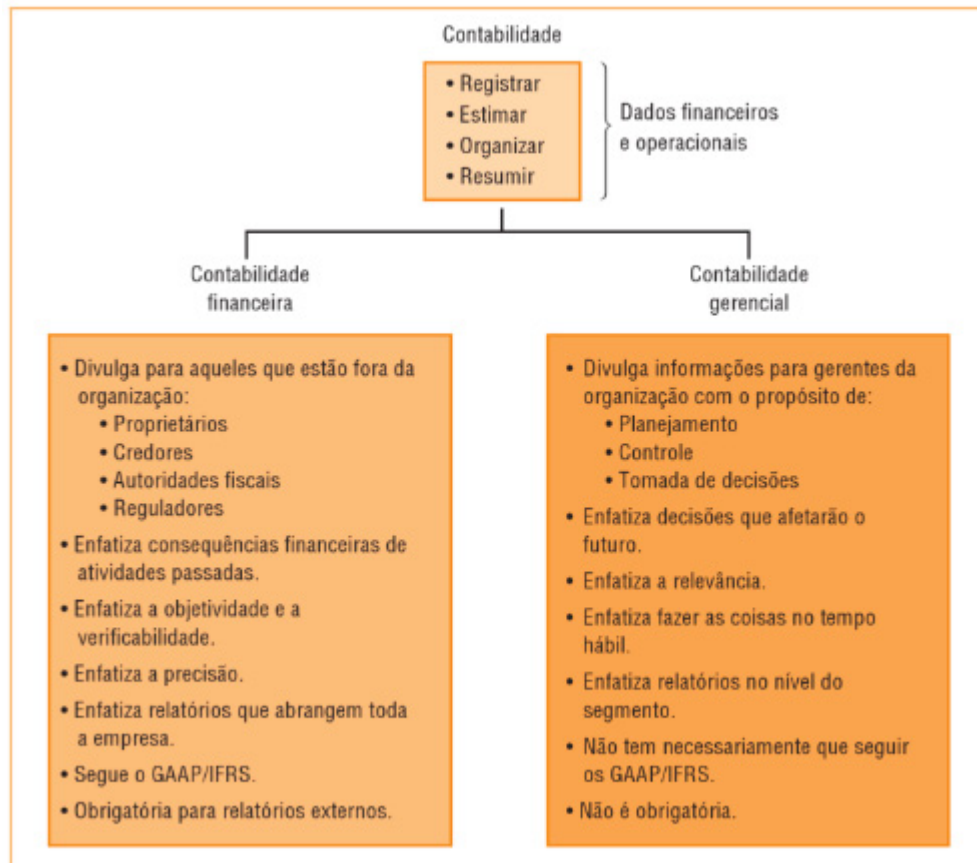 Contabilidade
• Registrar
• Estimar
• Organizar
• Resumir
Dados financeiros
e operacionais
Contabilidade
financeira
• Divulga para aqueles que estão fora da
organização:
• Proprietários
• Credores
• Autoridades fiscais
• Reguladores
• Enfatiza consequências financeiras de
atividades passadas.
• Enfatiza a objetividade e a
verificabilidade.
• Enfatiza a precisão.
• Enfatiza relatórios que abrangem toda
a empresa.
• Segue o GAAP/IFRS.
• Obrigatória para relatórios externos.
Contabilidade
gerencial
• Divulga informações para gerentes da
organização com o propósito de:
• Planejamento
• Controle
• Tomada de decisões
• Enfatiza decisões que afetarão o
futuro.
• Enfatiza a relevância.
• Enfatiza fazer as coisas no tempo
hábil.
• Enfatiza relatórios no nível do
segmento.
• Não tem necessariamente que seguir
os GAAP/IFRS.
• Não é obrigatória.